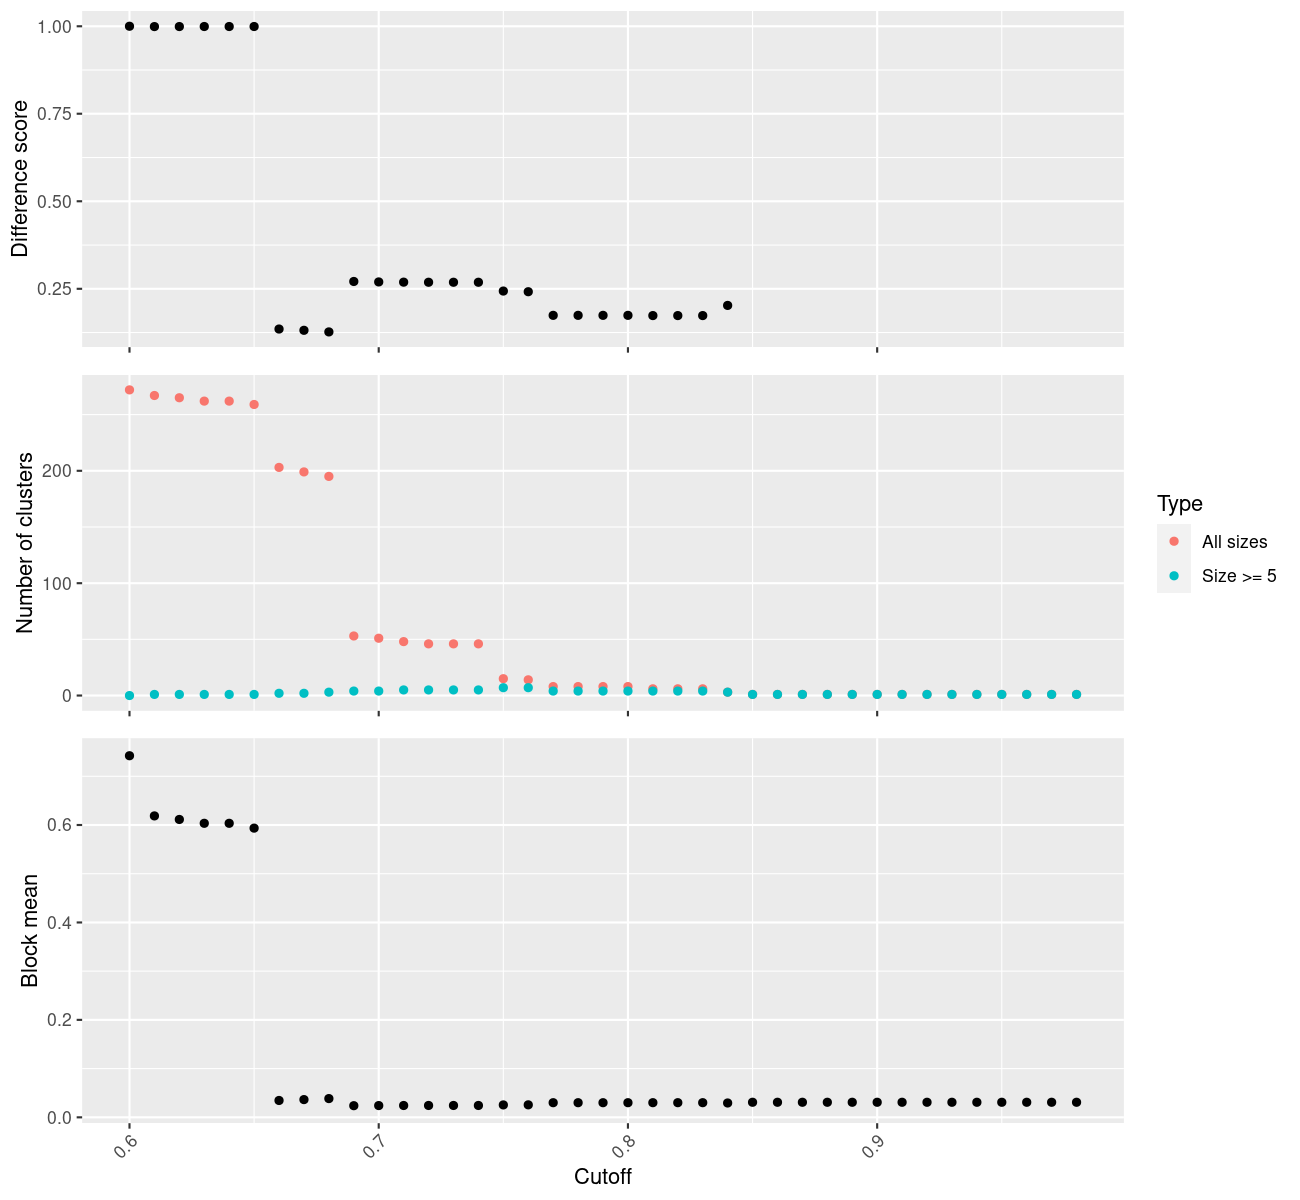 Difference score
1.00
0.75
0.50
0.25
Number of clusters
200
100
0
Type
All sizes
Size >= 5
Block mean
0.6
0.4
0.2
0.0
0.6 0.7 0.8 0.9
Cutoff